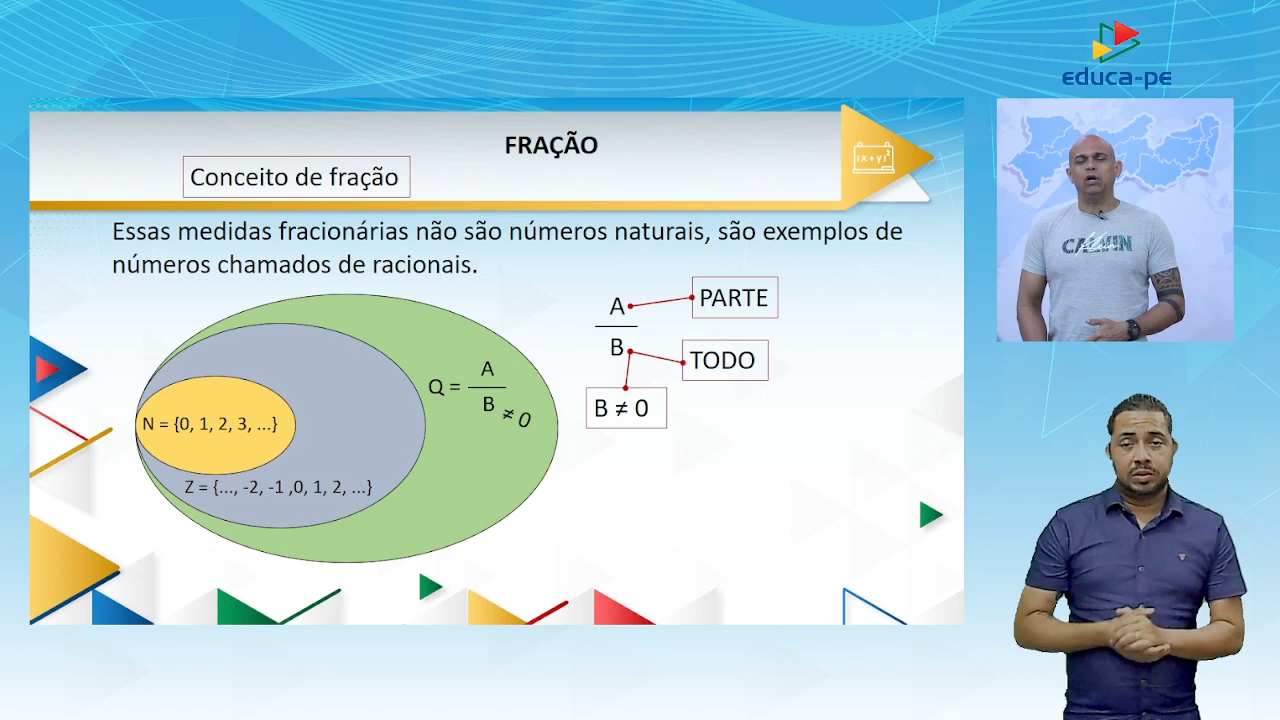 educa-pe
FRAÇÃO
(x+y)²
Conceito de fração
Essas medidas fracionárias não são números naturais, são exemplos de
números chamados de racionais.
A
PARTE
B
TODO
B ≠ 0
Q = A
B ≠ 0
N = {0, 1, 2, 3, ...}
Z = {..., -2, -1 ,0, 1, 2, ...}
CALVIN